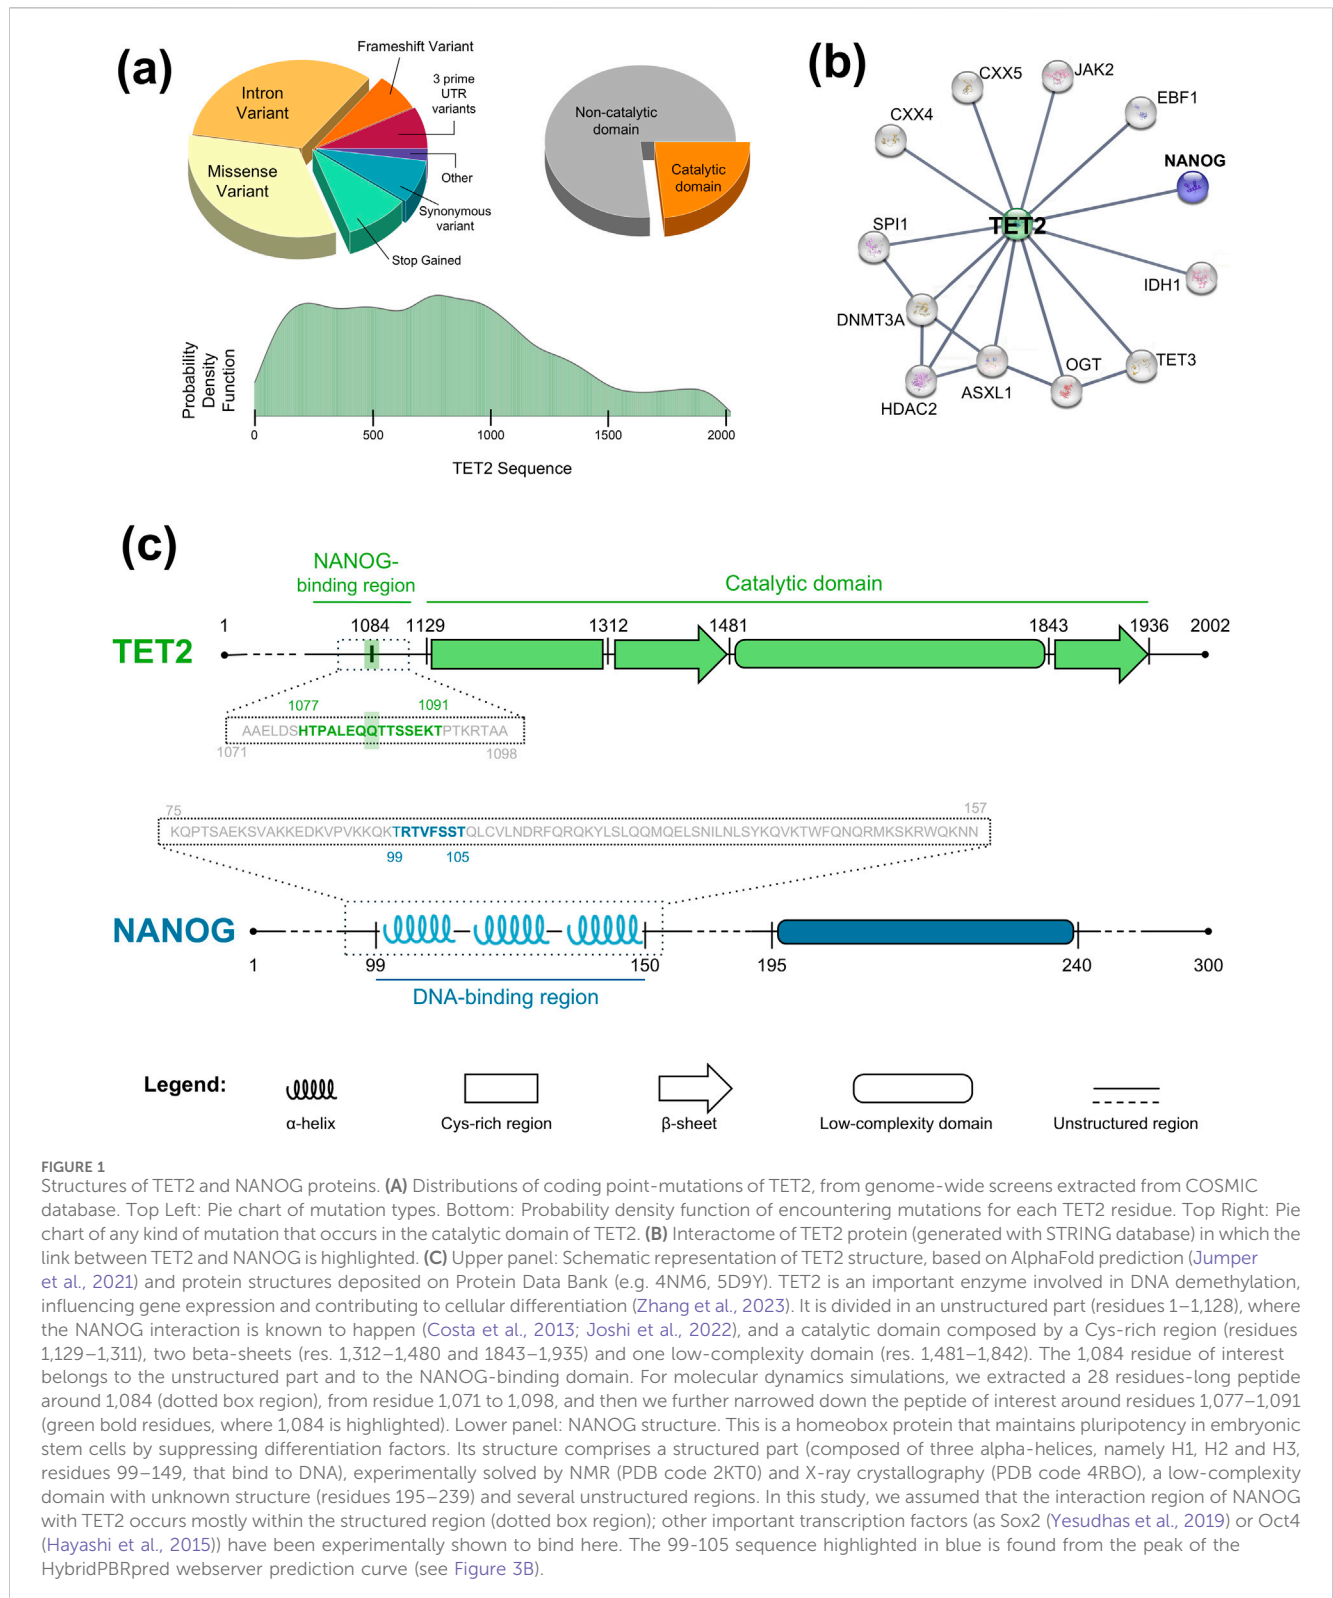 (a)
Frameshift Variant
3 prime
UTR
variants
Intron
Variant
Missense
Variant
Other
Synonymous
variant
Stop Gained
Non-catalytic
domain
Catalytic
domain
Probability
Density
Function
0
500
1000
1500
2000
TET2 Sequence
(b)
CXX5
JAK2
CXX4
EBF1
NANOG
TET2
SPI1
IDH1
DNMT3A
OGT
TET3
HDAC2
ASXL1
(c)
NANOG-
binding region
Catalytic domain
1
1084
1129
1312
1481
1843
1936
2002
TET2
1077
1091
AAELDSHTPALEQQTTSSEKTPTKRTAA
1071
1098
75
157
KQPTSAEKSVAKKEDKVPVKKQKTRTVFSSTQLCVLNDRFQRQKYLSLQQMQELSNILNLSYKQVKTWFQNQRMKSKRWQKNN
99
105
NANOG
1
99
150
195
240
300
DNA-binding region
Legend:
α-helix
Cys-rich region
β-sheet
Low-complexity domain
Unstructured region
FIGURE 1
Structures of TET2 and NANOG proteins. (A) Distributions of coding point-mutations of TET2, from genome-wide screens extracted from COSMIC
database. Top Left: Pie chart of mutation types. Bottom: Probability density function of encountering mutations for each TET2 residue. Top Right: Pie
chart of any kind of mutation that occurs in the catalytic domain of TET2. (B) Interactome of TET2 protein (generated with STRING database) in which the
link between TET2 and NANOG is highlighted. (C) Upper panel: Schematic representation of TET2 structure, based on AlphaFold prediction (Jumper
et al., 2021) and protein structures deposited on Protein Data Bank (e.g. 4NM6, 5D9Y). TET2 is an important enzyme involved in DNA demethylation,
influencing gene expression and contributing to cellular differentiation (Zhang et al., 2023). It is divided in an unstructured part (residues 1–1,128), where
the NANOG interaction is known to happen (Costa et al., 2013; Joshi et al., 2022), and a catalytic domain composed by a Cys-rich region (residues
1,129–1,311), two beta-sheets (res. 1,312–1,480 and 1843–1,935) and one low-complexity domain (res. 1,481–1,842). The 1,084 residue of interest
belongs to the unstructured part and to the NANOG-binding domain. For molecular dynamics simulations, we extracted a 28 residues-long peptide
around 1,084 (dotted box region), from residue 1,071 to 1,098, and then we further narrowed down the peptide of interest around residues 1,077–1,091
(green bold residues, where 1,084 is highlighted). Lower panel: NANOG structure. This is a homeobox protein that maintains pluripotency in embryonic
stem cells by suppressing differentiation factors. Its structure comprises a structured part (composed of three alpha-helices, namely H1, H2 and H3,
residues 99–149, that bind to DNA), experimentally solved by NMR (PDB code 2KT0) and X-ray crystallography (PDB code 4RBO), a low-complexity
domain with unknown structure (residues 195–239) and several unstructured regions. In this study, we assumed that the interaction region of NANOG
with TET2 occurs mostly within the structured region (dotted box region); other important transcription factors (as Sox2 (Yesudhas et al., 2019) or Oct4
(Hayashi et al., 2015)) have been experimentally shown to bind here. The 99-105 sequence highlighted in blue is found from the peak of the
HybridPBRpred webserver prediction curve (see Figure 3B).